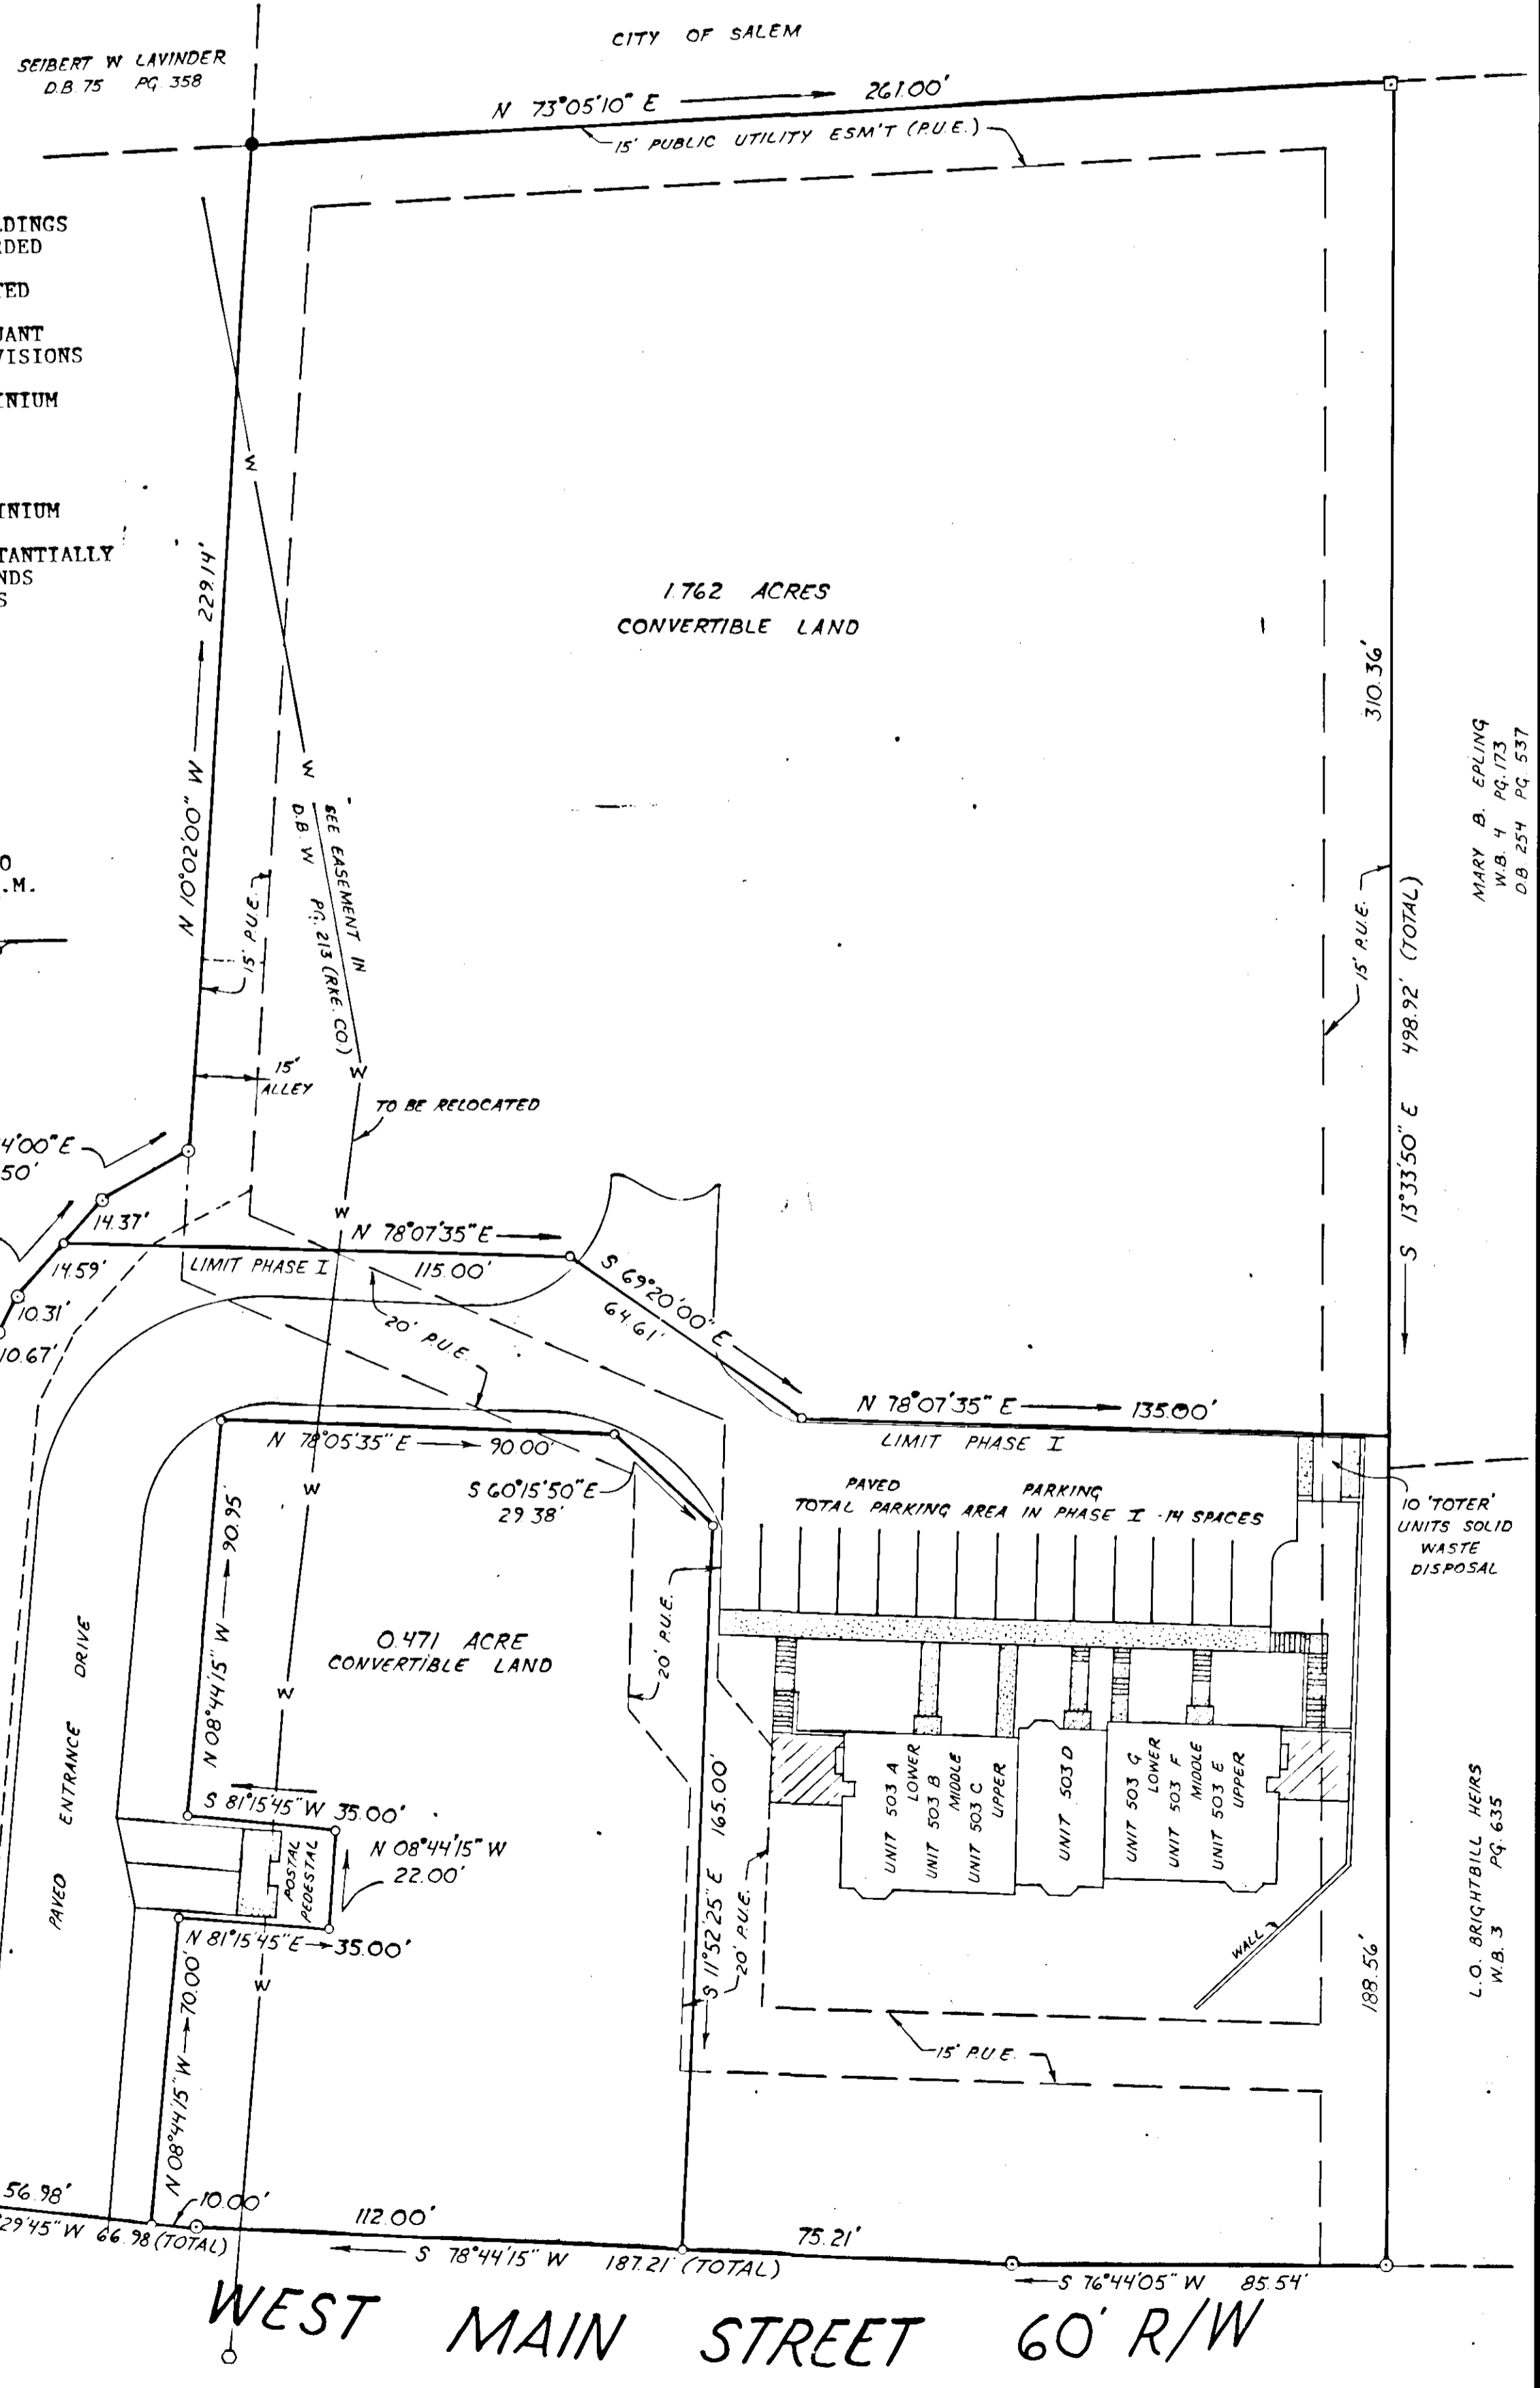 CITY OF SALEM
SEIBERT W LAVINDER
D.B. 75 PG. 358
N 73°05'10" E 261.00'
15' PUBLIC UTILITY ESM'T (P.U.E.)
LDINGS
RDED
TED
UANT
VISIONS
INIUM
INIUM
TANTIALLY
NDS
S
O
.M.
W
229.14'
N 10°02'00" W
1.762 ACRES
CONVERTIBLE LAND
310.36'
MARY B. EPLING
W.B. 4 PG. 173
D.B. 254 PG 537
W
SEE EASEMENT IN
D.B. W PG. 213 (RKE. CO.)
15' P.U.E.
15' P.U.E.
S 13°33'50" E 498.92' (TOTAL)
15'
ALLEY
W
TO BE RELOCATED
4'00" E
50'
14.37'
W
N 78°07'35" E
LIMIT PHASE I
115.00'
14.59'
10.31'
10.67'
S 69°20'00" E
64.61'
20' P.U.E.
N 78°07'35" E 135.00'
LIMIT PHASE I
N 78°05'35" E 90.00'
S 60°15'50" E
29.38'
W
PAVED PARKING
TOTAL PARKING AREA IN PHASE I - 14 SPACES
10 'TOTER'
UNITS SOLID
WASTE
DISPOSAL
N 08°44'15" W 90.95'
20' P.U.E.
0.471 ACRE
CONVERTIBLE LAND
W
PAVED ENTRANCE DRIVE
S 81°15'45" W 35.00'
POSTAL
PEDESTAL
N 08°44'15" W
22.00'
N 81°15'45" E 35.00'
W
S 11°52'25" E 165.00'
20' P.U.E.
UNIT 503 A
LOWER
UNIT 503 B
MIDDLE
UNIT 503 C
UPPER
UNIT 503 D
UNIT 503 G
LOWER
UNIT 503 F
MIDDLE
UNIT 503 E
UPPER
WALL
188.56'
L.O. BRIGHTBILL HEIRS
W.B. 3 PG. 635
15' P.U.E.
N 08°44'15" W 70.00'
56.98'
10.00'
112.00'
75.21'
°29'45" W 66.98 (TOTAL)
S 78°44'15" W 187.21' (TOTAL)
S 76°44'05" W 85.54'
WEST MAIN STREET 60' R/W